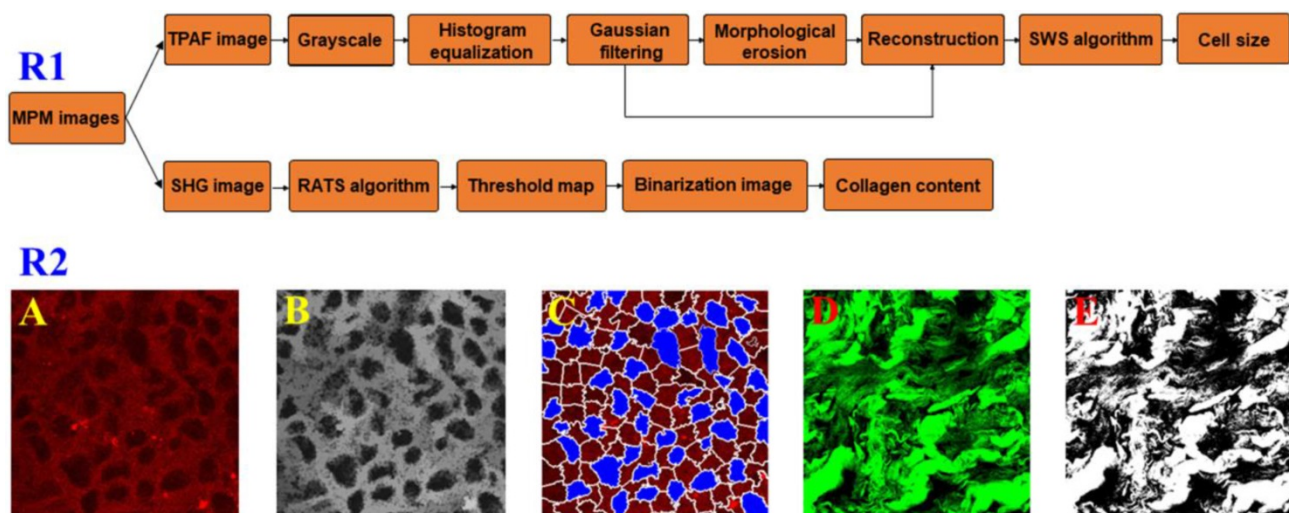 R1
MPM images
TPAF image
Grayscale
Histogram
equalization
Gaussian
filtering
Morphological
erosion
Reconstruction
SWS algorithm
Cell size
SHG image
RATS algorithm
Threshold map
Binarization image
Collagen content
R2
A
B
C
D
E